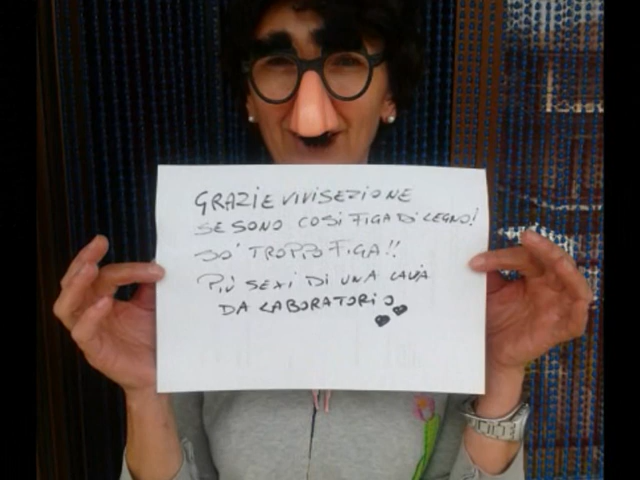 GRAZIE VIVISEZIONE
SE SONO COSÌ FIGA DI LEGNO!
SO' TROPPO FIGA!!
PIÙ SEXI DI UNA CAVIA
DA LABORATORIO